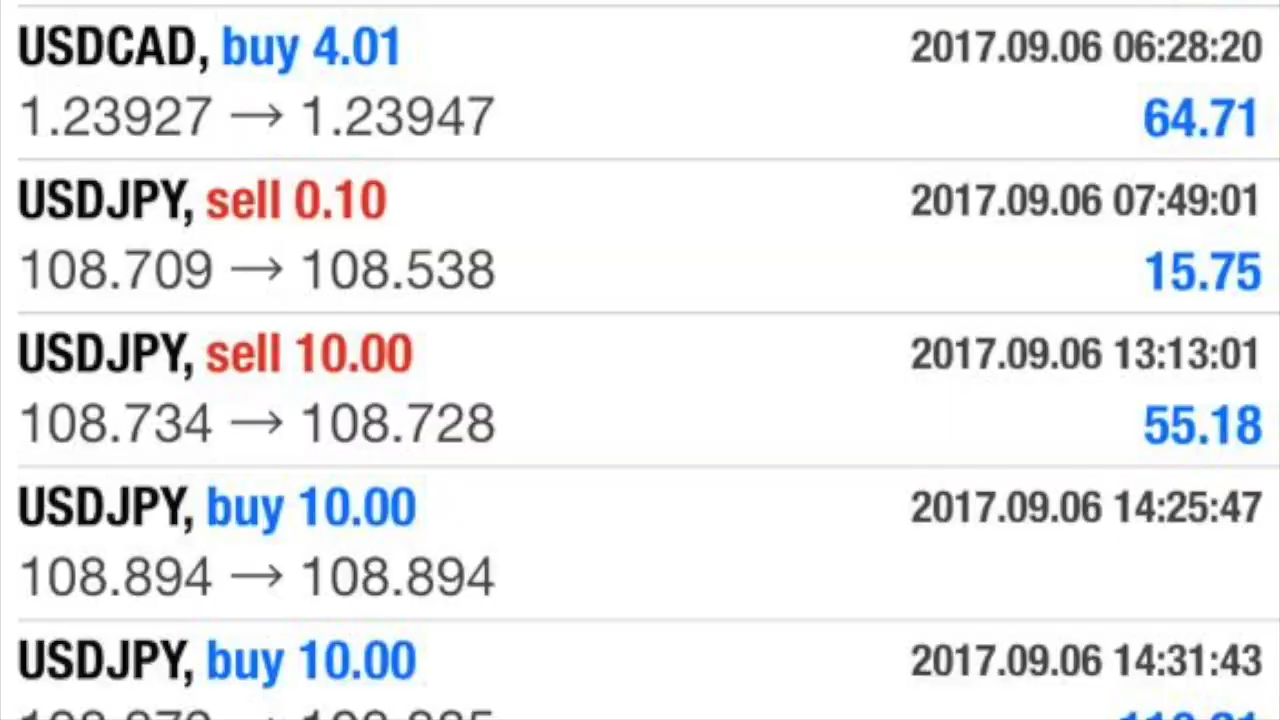 USDCAD, buy 4.01 2017.09.06 06:28:20
1.23927 → 1.23947 64.71
USDJPY, sell 0.10 2017.09.06 07:49:01
108.709 → 108.538 15.75
USDJPY, sell 10.00 2017.09.06 13:13:01
108.734 → 108.728 55.18
USDJPY, buy 10.00 2017.09.06 14:25:47
108.894 → 108.894
USDJPY, buy 10.00 2017.09.06 14:31:43